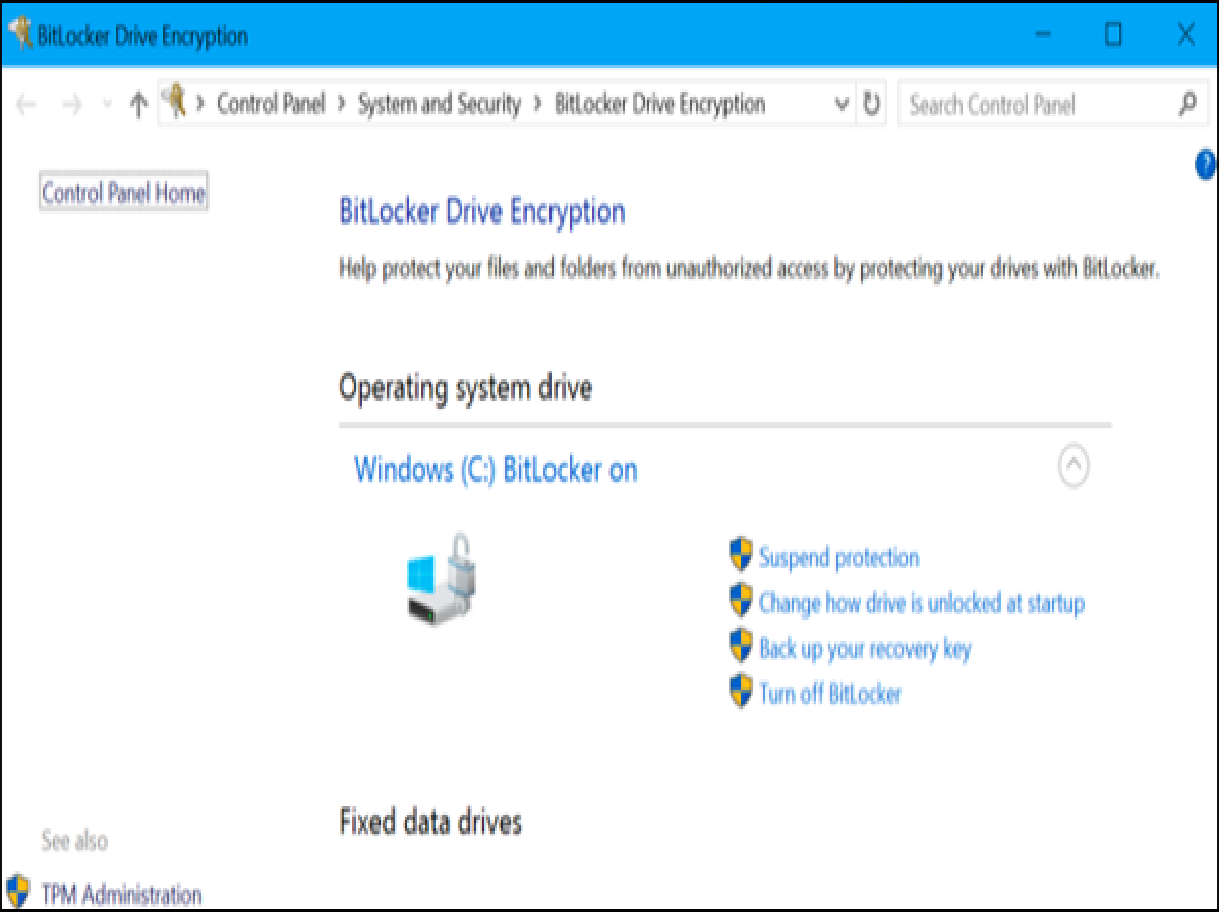 BitLocker Drive Encryption
Control Panel > System and Security > BitLocker Drive Encryption
Search Control Panel
?
Control Panel Home
BitLocker Drive Encryption
Help protect your files and folders from unauthorized access by protecting your drives with BitLocker.
Operating system drive
Windows (C:) BitLocker on
Suspend protection
Change how drive is unlocked at startup
Back up your recovery key
Turn off BitLocker
Fixed data drives
See also
TPM Administration